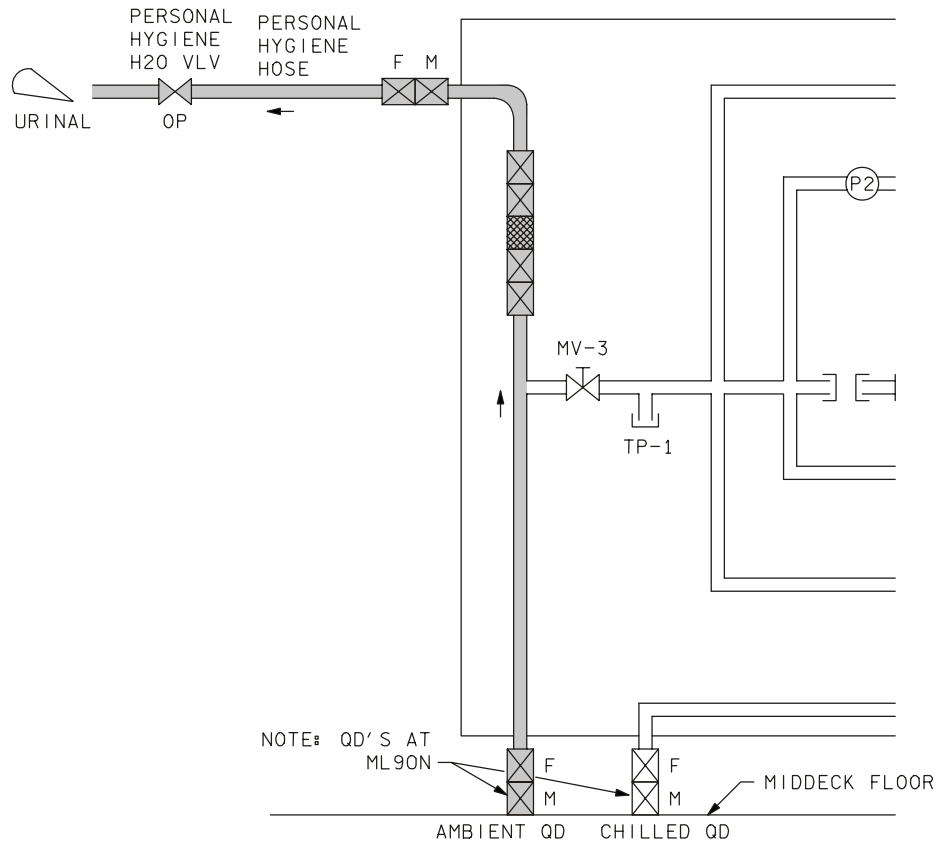 PERSONAL
HYGIENE
H2O VLV
PERSONAL
HYGIENE
HOSE
F M
URINAL
OP
P2
MV-3
TP-1
NOTE: QD'S AT
ML90N
F
M
F
M
MIDDECK FLOOR
AMBIENT QD
CHILLED QD